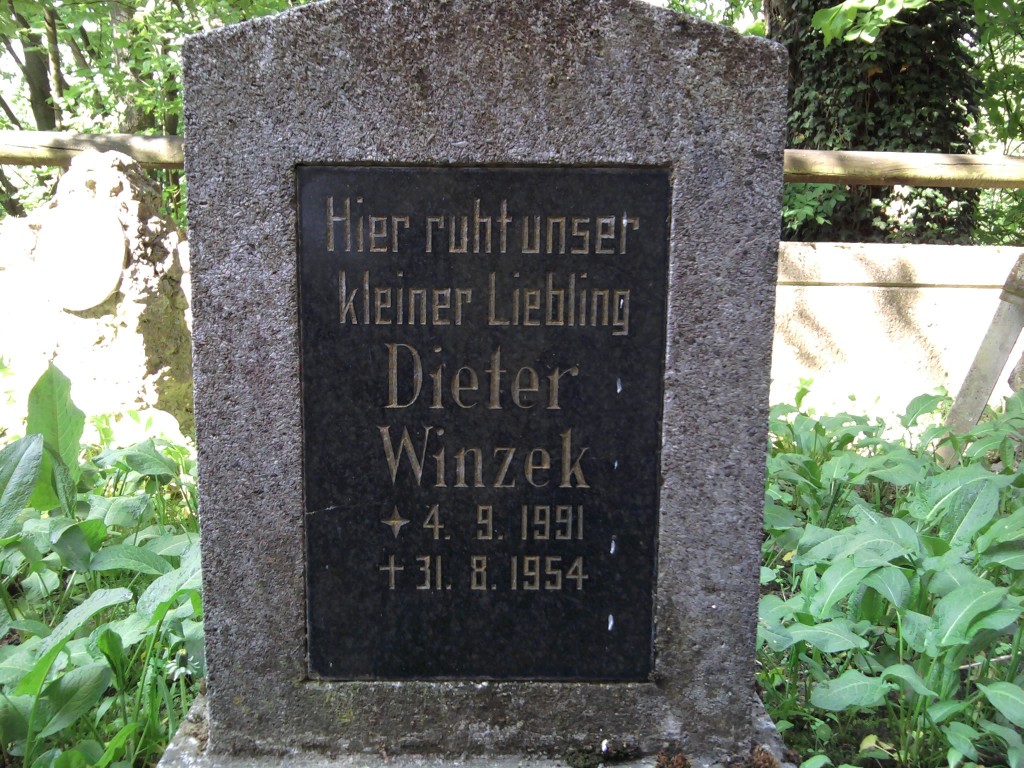 Hier ruht unser
kleiner Liebling
Dieter
Winzek
✦ 4. 9. 1991
† 31. 8. 1954